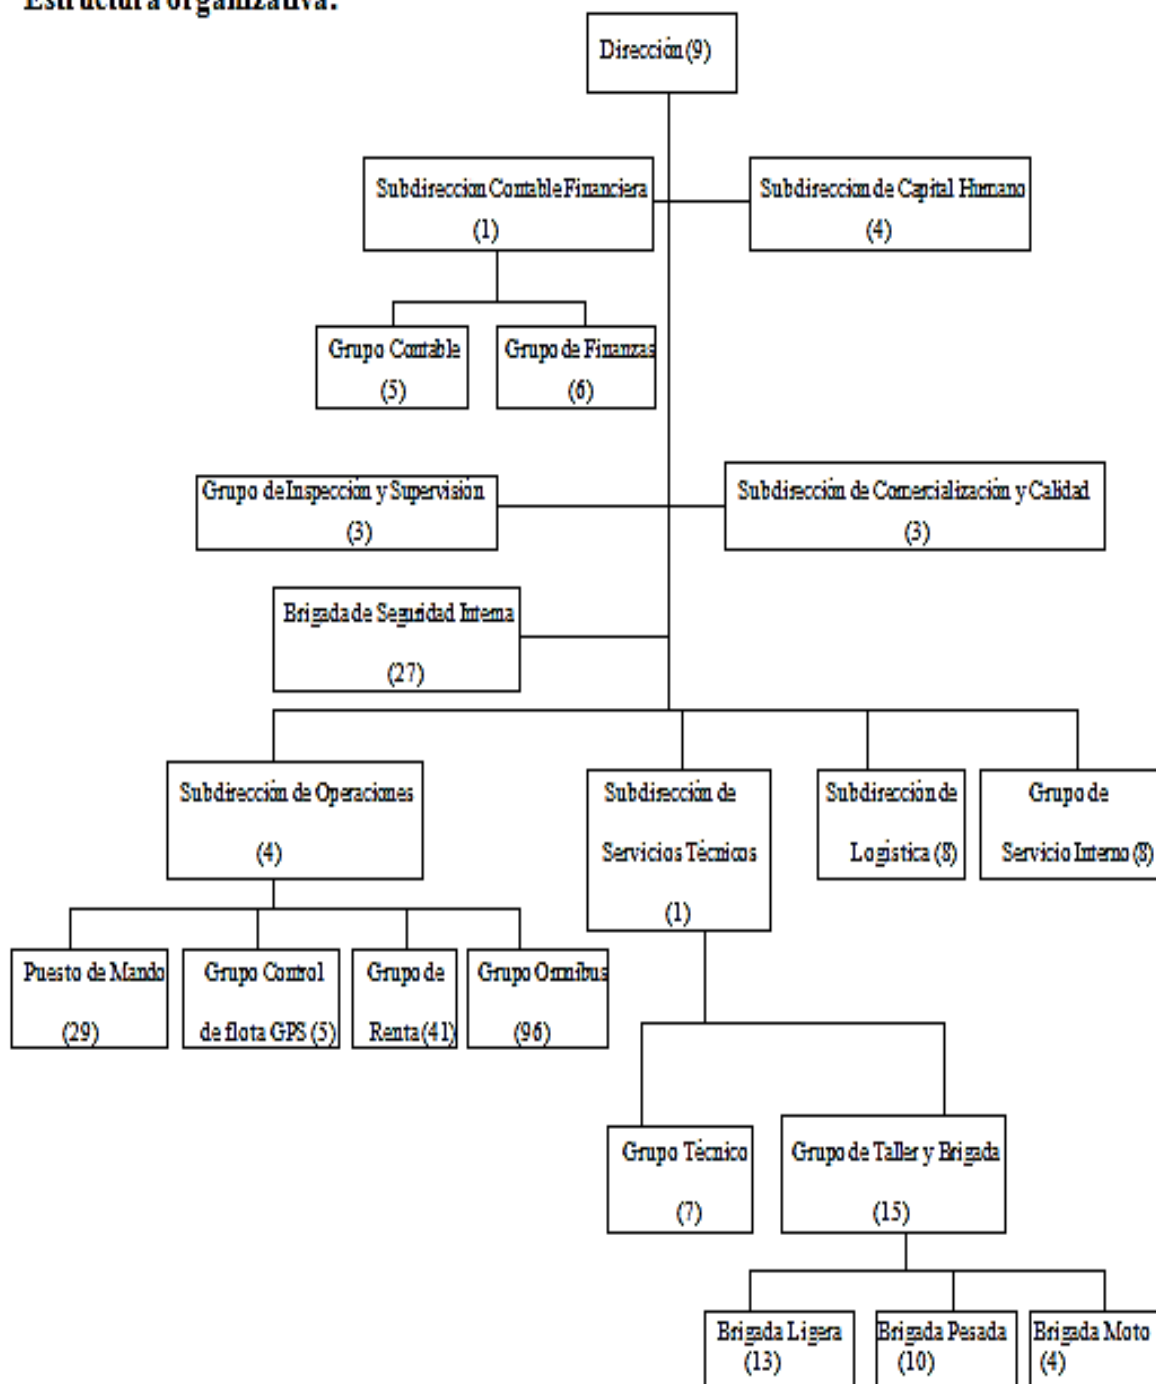 Estructura organizativa:
Dirección (9)
Subdireccion Contable Financiera
(1)
Subdireccion de Capital Humano
(4)
Grupo Contable
(5)
Grupo de Finanzas
(6)
Grupo de Inspección y Supervisión
(3)
Subdirección de Comercialización y Calidad
(3)
Brigada de Seguridad Interna
(27)
Subdirección de Operaciones
(4)
Subdirección de
Servicios Técnicos
(1)
Subdirección de
Logística (8)
Grupo de
Servicio Interno (8)
Puesto de Mando
(29)
Grupo Control
de flota GPS (5)
Grupo de
Renta (41)
Grupo Omnibus
(96)
Grupo Técnico
(7)
Grupo de Taller y Brigada
(15)
Brigada Ligera
(13)
Brigada Pesada
(10)
Brigada Moto
(4)